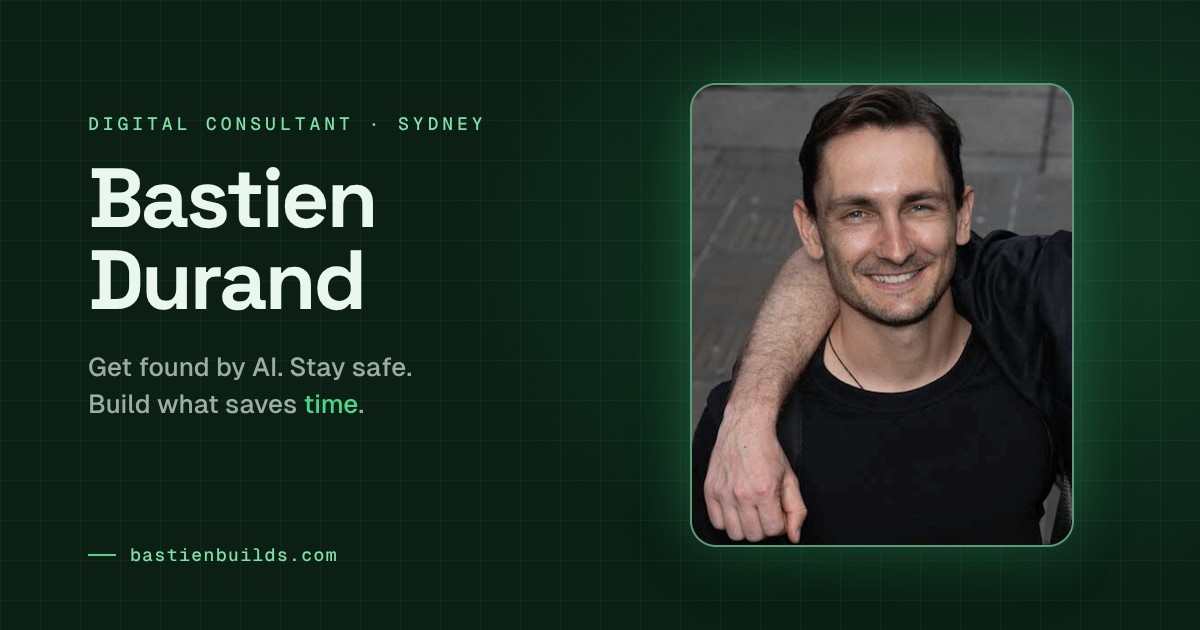 DIGITAL CONSULTANT · SYDNEY
Bastien
Durand
Get found by AI. Stay safe.
Build what saves time.
bastienbuilds.com